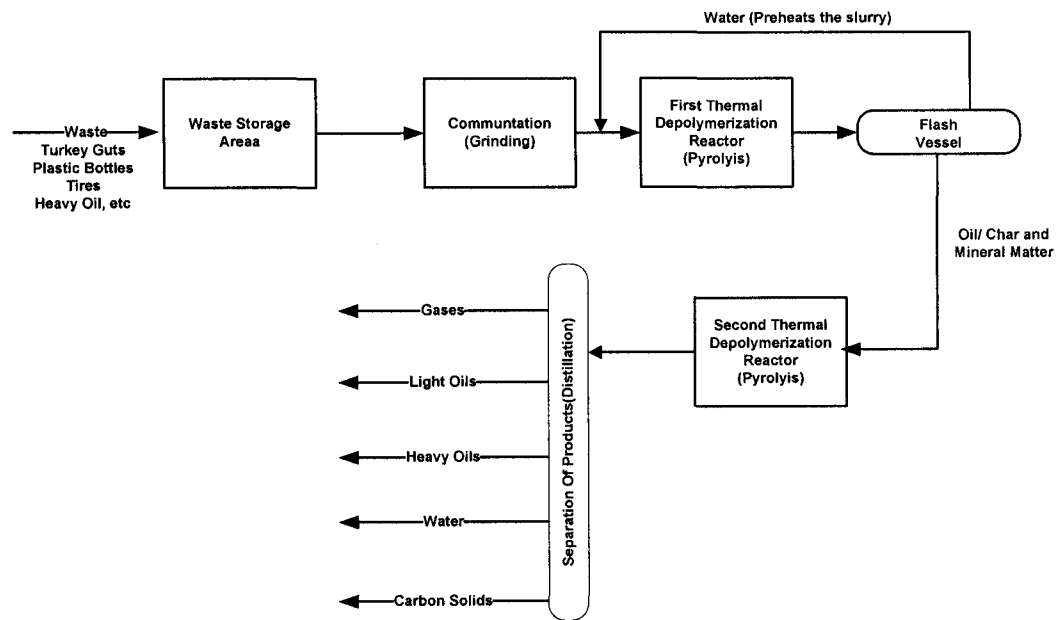 Water (Preheats the slurry)
Waste
Turkey Guts
Plastic Bottles
Tires
Heavy Oil, etc
Waste Storage
Areaa
Communtation
(Grinding)
First Thermal
Depolymerization
Reactor
(Pyrolyis)
Flash
Vessel
Oil/ Char and
Mineral Matter
Second Thermal
Depolymerization
Reactor
(Pyrolyis)
Separation Of Products(Distillation)
Gases
Light Oils
Heavy Oils
Water
Carbon Solids